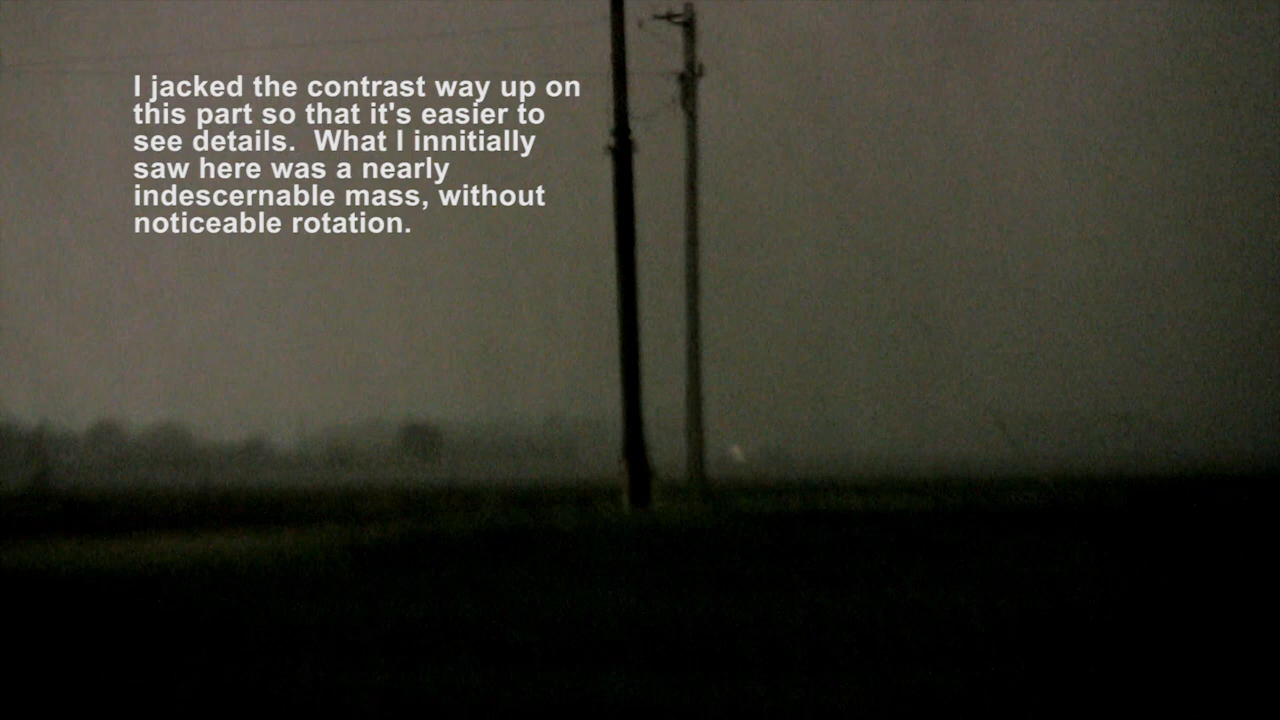 I jacked the contrast way up on
this part so that it's easier to
see details.  What I innitially
saw here was a nearly
indescernable mass, without
noticeable rotation.